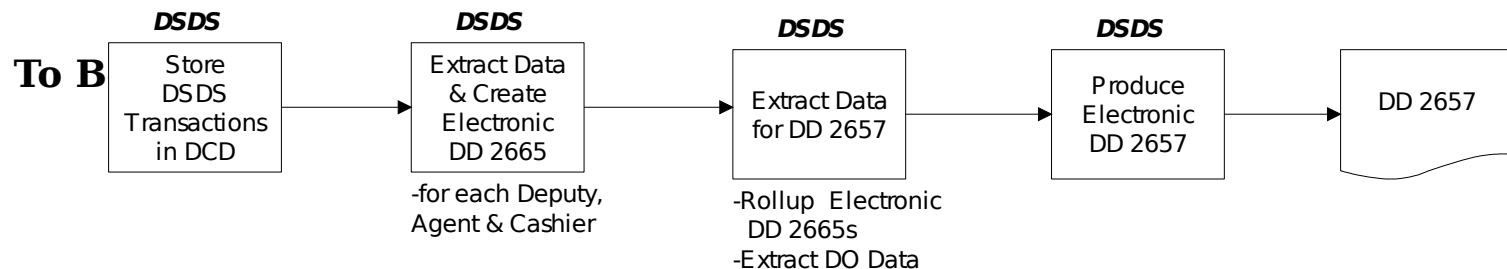 DSDS
DSDS
DSDS
DSDS
To B
Store
DSDS
Transactions
in DCD
Extract Data
& Create
Electronic
DD 2665
-for each Deputy,
Agent & Cashier
Extract Data
for DD 2657
-Rollup Electronic
DD 2665s
-Extract DO Data
Produce
Electronic
DD 2657
DD 2657